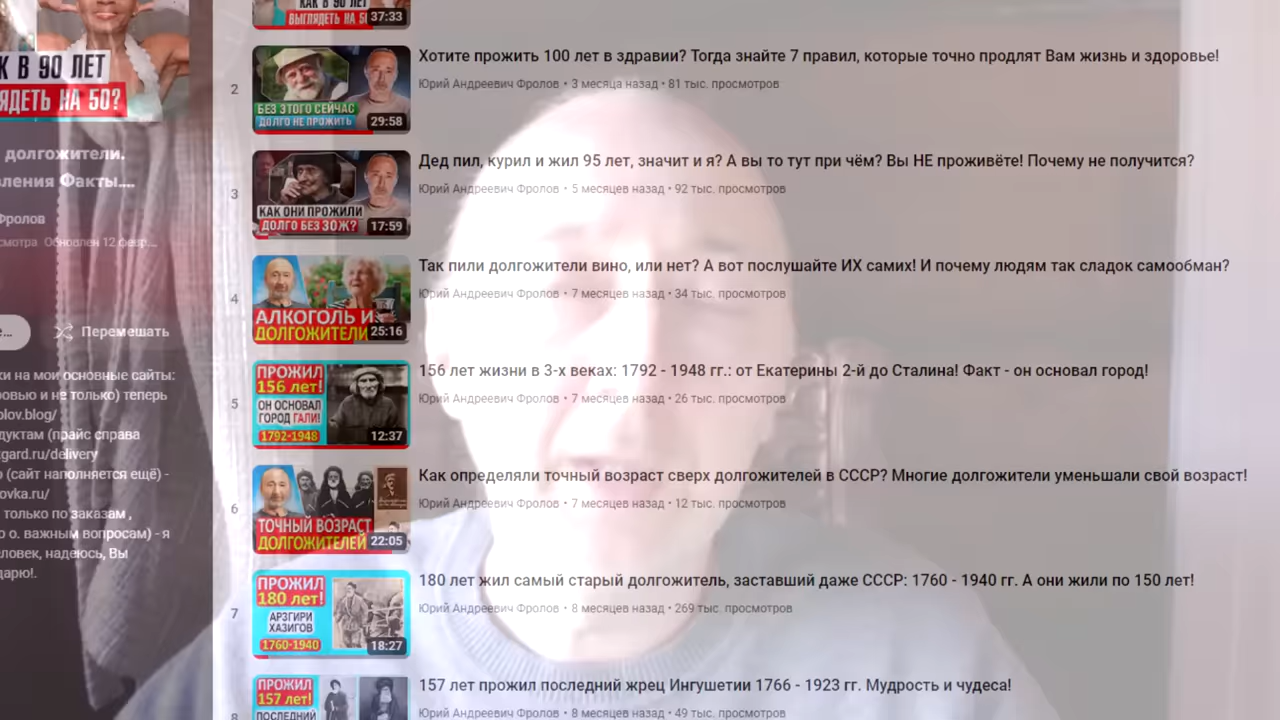 К В 90 ЛЕТ
ЯДЕТЬ НА 50?
долгожители.
ления Факты....
Фролов
смотра Обновлен 12 февр...
Перемешать
ки на мои основные сайты:
ровью и не только) теперь
olov.blog/
дуктам (прайс справа
gard.ru/delivery
о (сайт наполняется ещё) -
ovka.ru/
только по заказам ,
о о. важным вопросам) - я
еловек, надеюсь, Вы
дарю!.
КАК В 90 ЛЕТ
ВЫГЛЯДЕТЬ НА 5
37:33
2
БЕЗ ЭТОГО СЕЙЧАС
ДОЛГО НЕ ПРОЖИТЬ
29:58
Хотите прожить 100 лет в здравии? Тогда знайте 7 правил, которые точно продлят Вам жизнь и здоровье!
Юрий Андреевич Фролов • 3 месяца назад • 81 тыс. просмотров
3
КАК ОНИ ПРОЖИЛИ
ДОЛГО БЕЗ ЗОЖ?
17:59
Дед пил, курил и жил 95 лет, значит и я? А вы то тут при чём? Вы НЕ проживёте! Почему не получится?
Юрий Андреевич Фролов • 5 месяцев назад • 92 тыс. просмотров
4
АЛКОГОЛЬ И
ДОЛГОЖИТЕЛИ
25:16
Так пили долгожители вино, или нет? А вот послушайте ИХ самих! И почему людям так сладок самообман?
Юрий Андреевич Фролов • 7 месяцев назад • 34 тыс. просмотров
5
ПРОЖИЛ
156 лет!
ОН ОСНОВАЛ
ГОРОД ГАЛИ!
1792-1948
12:37
156 лет жизни в 3-х веках: 1792 - 1948 гг.: от Екатерины 2-й до Сталина! Факт - он основал город!
Юрий Андреевич Фролов • 7 месяцев назад • 26 тыс. просмотров
6
ТОЧНЫЙ ВОЗРАСТ
ДОЛГОЖИТЕЛЕЙ
22:05
Как определяли точный возраст сверх долгожителей в СССР? Многие долгожители уменьшали свой возраст!
Юрий Андреевич Фролов • 7 месяцев назад • 12 тыс. просмотров
7
ПРОЖИЛ
180 лет!
АРЗГИРИ
ХАЗИГОВ
1760-1940
18:27
180 лет жил самый старый долгожитель, заставший даже СССР: 1760 - 1940 гг. А они жили по 150 лет!
Юрий Андреевич Фролов • 8 месяцев назад • 269 тыс. просмотров
8
ПРОЖИЛ
157 лет!
ПОСЛЕДНИЙ
157 лет прожил последний жрец Ингушетии 1766 - 1923 гг. Мудрость и чудеса!
Юрий Андреевич Фролов • 8 месяцев назад • 49 тыс. просмотров